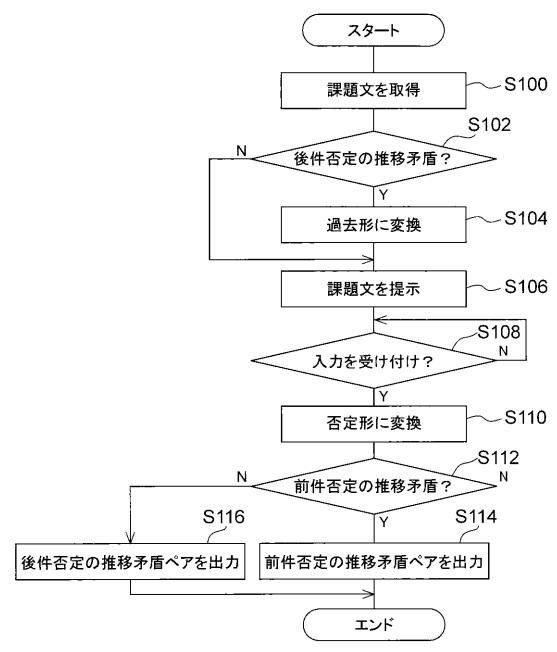 スタート
課題文を取得
S100
S102
後件否定の推移矛盾?
N
Y
過去形に変換
S104
課題文を提示
S106
S108
入力を受け付け?
N
Y
否定形に変換
S110
S112
N
前件否定の推移矛盾?
N
Y
S116
S114
後件否定の推移矛盾ペアを出力
前件否定の推移矛盾ペアを出力
エンド